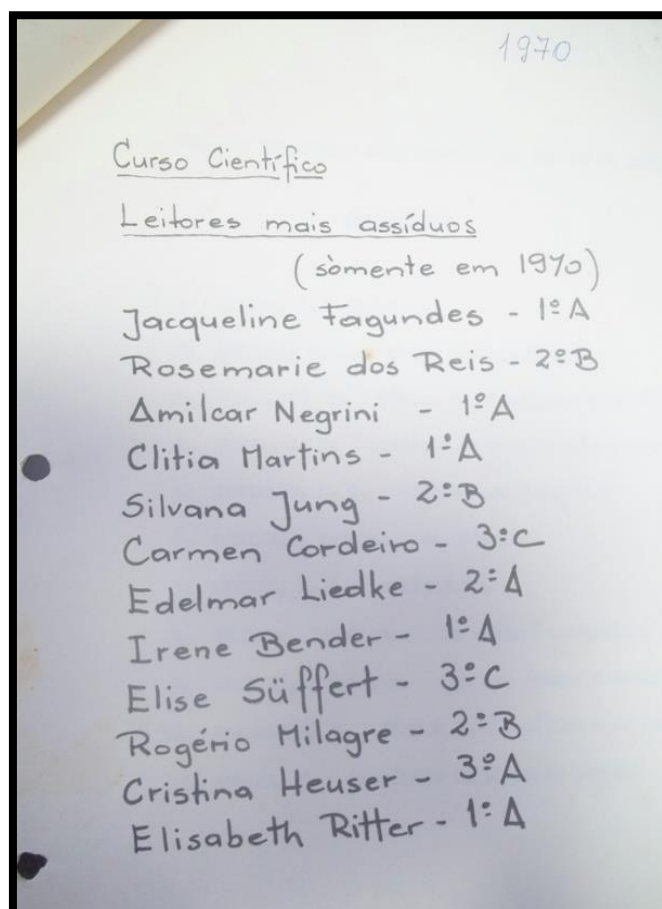 1970
Curso Científico
Leitores mais assíduos
(sòmente em 1970)
Jacqueline Fagundes - 1º A
Rosemarie dos Reis - 2º B
Amilcar Negrini - 1º A
Clitia Martins - 1º A
Silvana Jung - 2º B
Carmen Cordeiro - 3º C
Edelmar Liedke - 2º A
Irene Bender - 1º A
Elise Süffert - 3º C
Rogério Milagre - 2º B
Cristina Heuser - 3º A
Elisabeth Ritter - 1º A